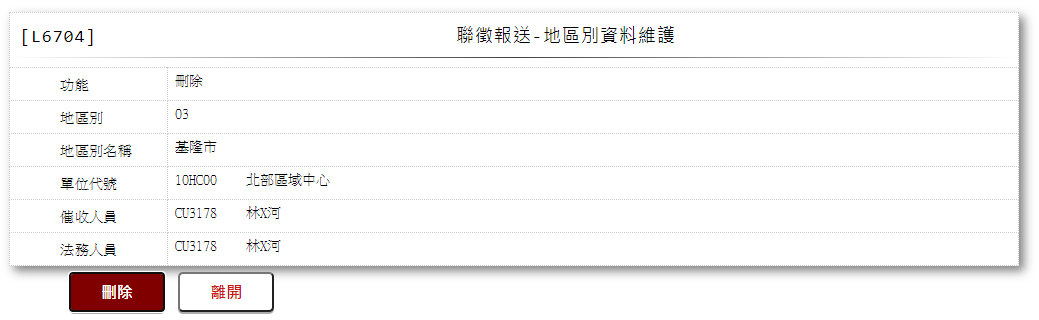 [L6704] 聯徵報送-地區別資料維護
功能 刪除
地區別 03
地區別名稱 基隆市
單位代號 10HC00 北部區域中心
催收人員 CU3178 林X河
法務人員 CU3178 林X河
刪除 離開